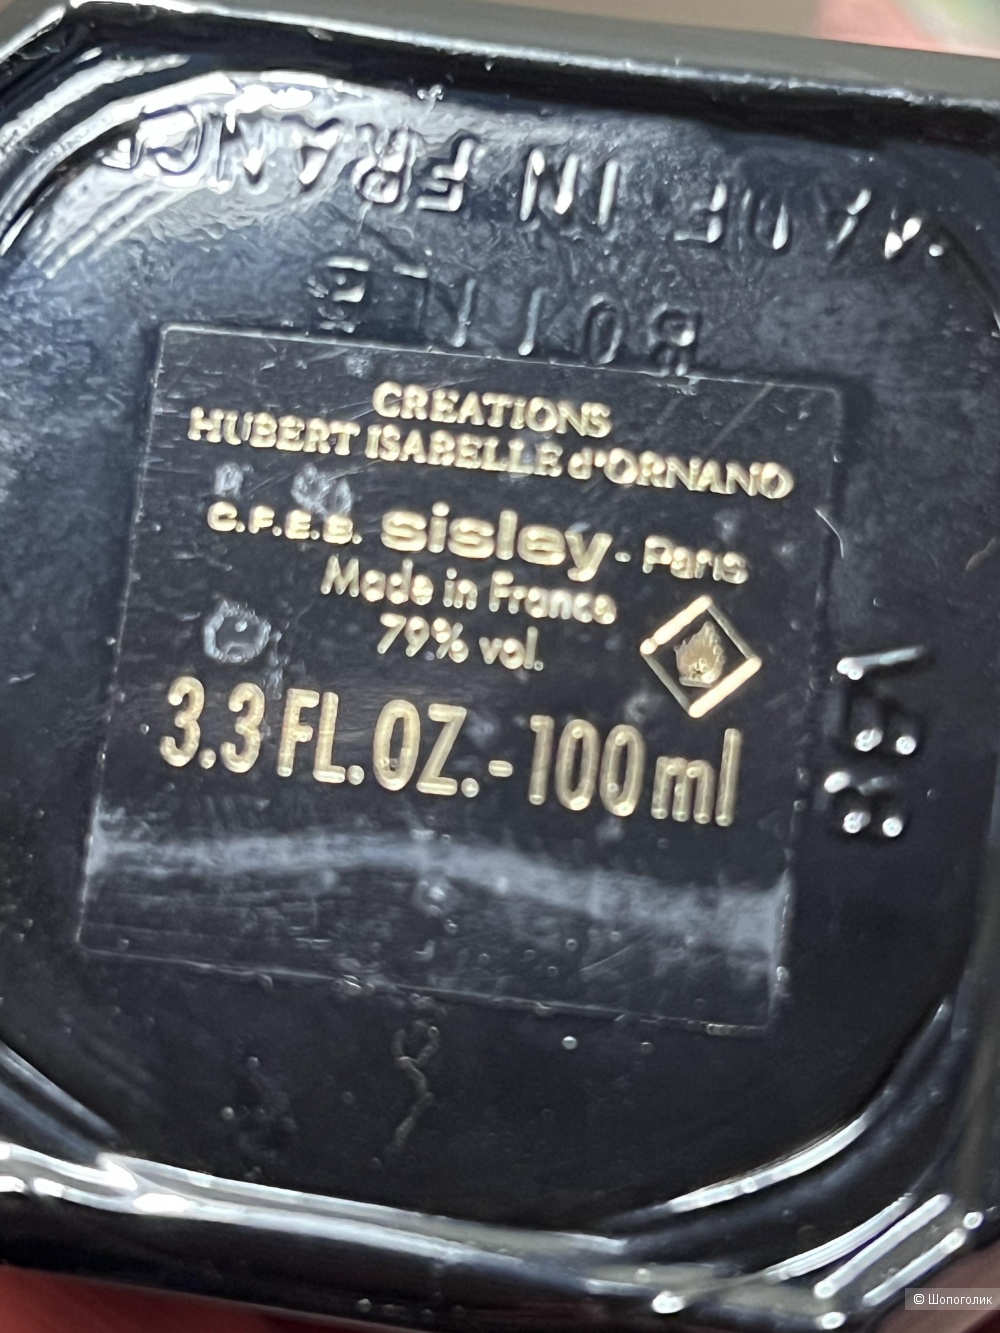 MADE IN FRANCE
CREATIONS
HUBERT ISABELLE d'ORNANO
C.F.E.B. sisley - Paris
Made in France
79% vol.
3.3 FL. OZ. - 100 ml
© Шопоголик